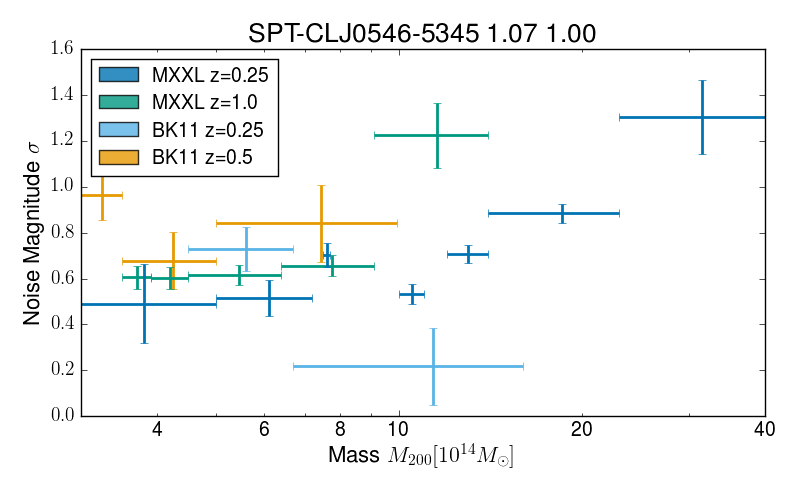 SPT-CLJ0546-5345 1.07 1.00
1.6
1.4
1.2
1.0
0.8
0.6
0.4
0.2
0.0
Noise Magnitude σ
MXXL z=0.25
MXXL z=1.0
BK11 z=0.25
BK11 z=0.5
4 6 8 10 20 40
Mass M₂₀₀[10¹⁴M☉]